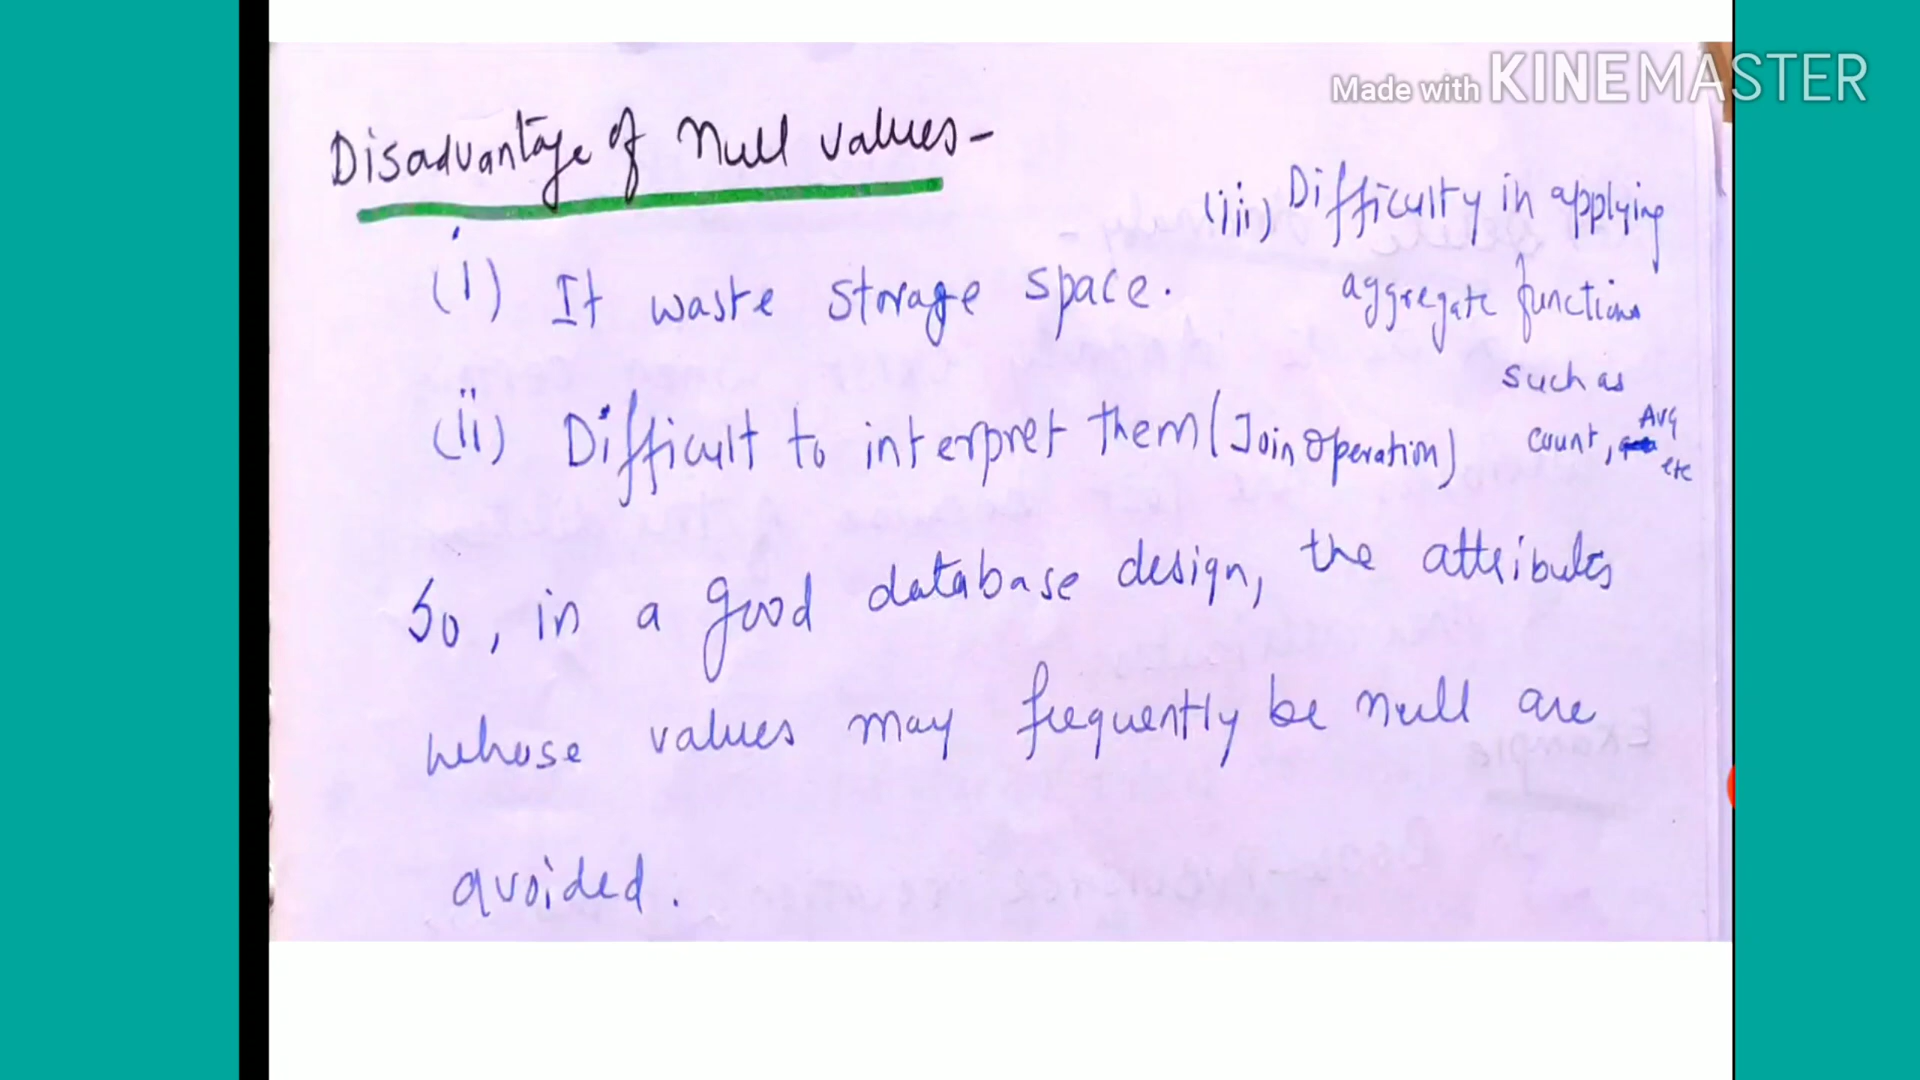 Made with KINEMASTER
Disadvantage of Null values-
(i) It waste storage space.
(ii) Difficult to interpret them (Join operation)
(iii) Difficulty in applying
aggregate functions
such as
count, Avg
etc
So, in a good database design, the attributes
whose values may frequently be null are
avoided.